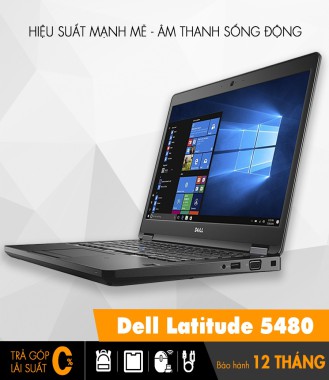 HIỆU SUẤT MẠNH MẼ - ÂM THANH SỐNG ĐỘNG
DELL
Dell Latitude 5480
TRẢ GÓP
LÃI SUẤT
0%
Bảo hành 12 THÁNG